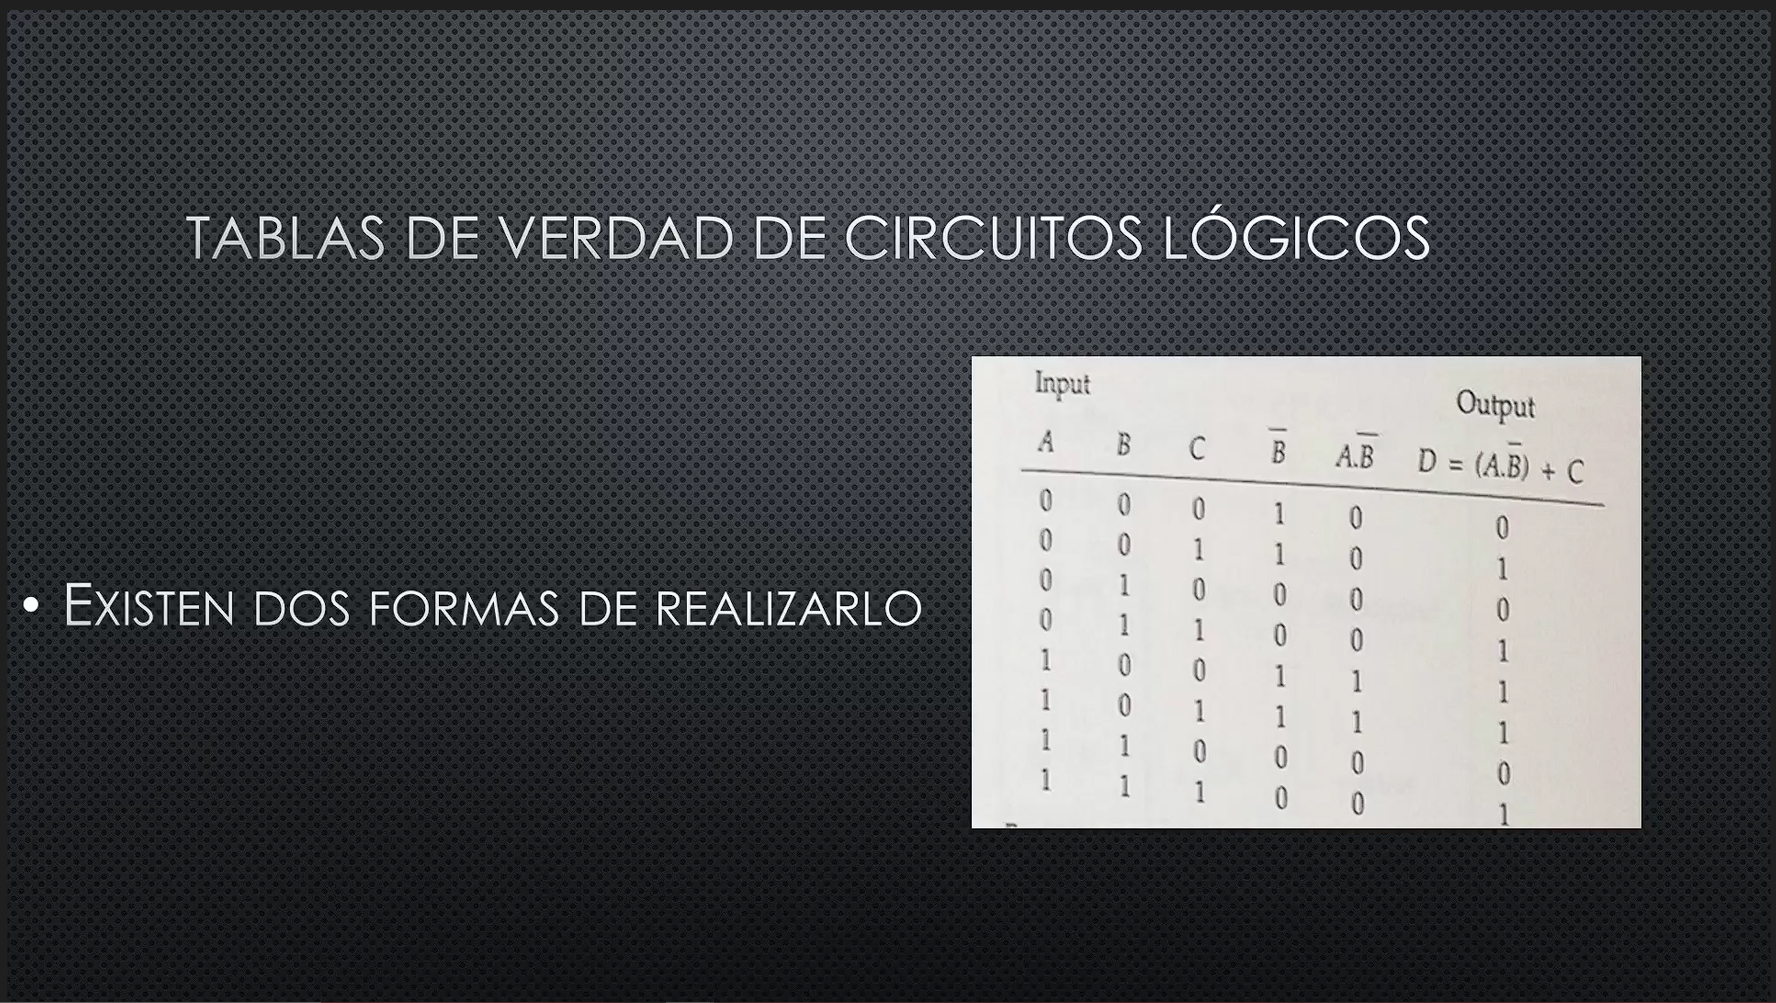 TABLAS DE VERDAD DE CIRCUITOS LÓGICOS
• EXISTEN DOS FORMAS DE REALIZARLO
Input Output
A B C B̅ A.B̅ D = (A.B̅) + C
0 0 0 1 0 0
0 0 1 1 0 1
0 1 0 0 0 0
0 1 1 0 0 1
1 0 0 1 1 1
1 0 1 1 1 1
1 1 0 0 0 0
1 1 1 0 0 1